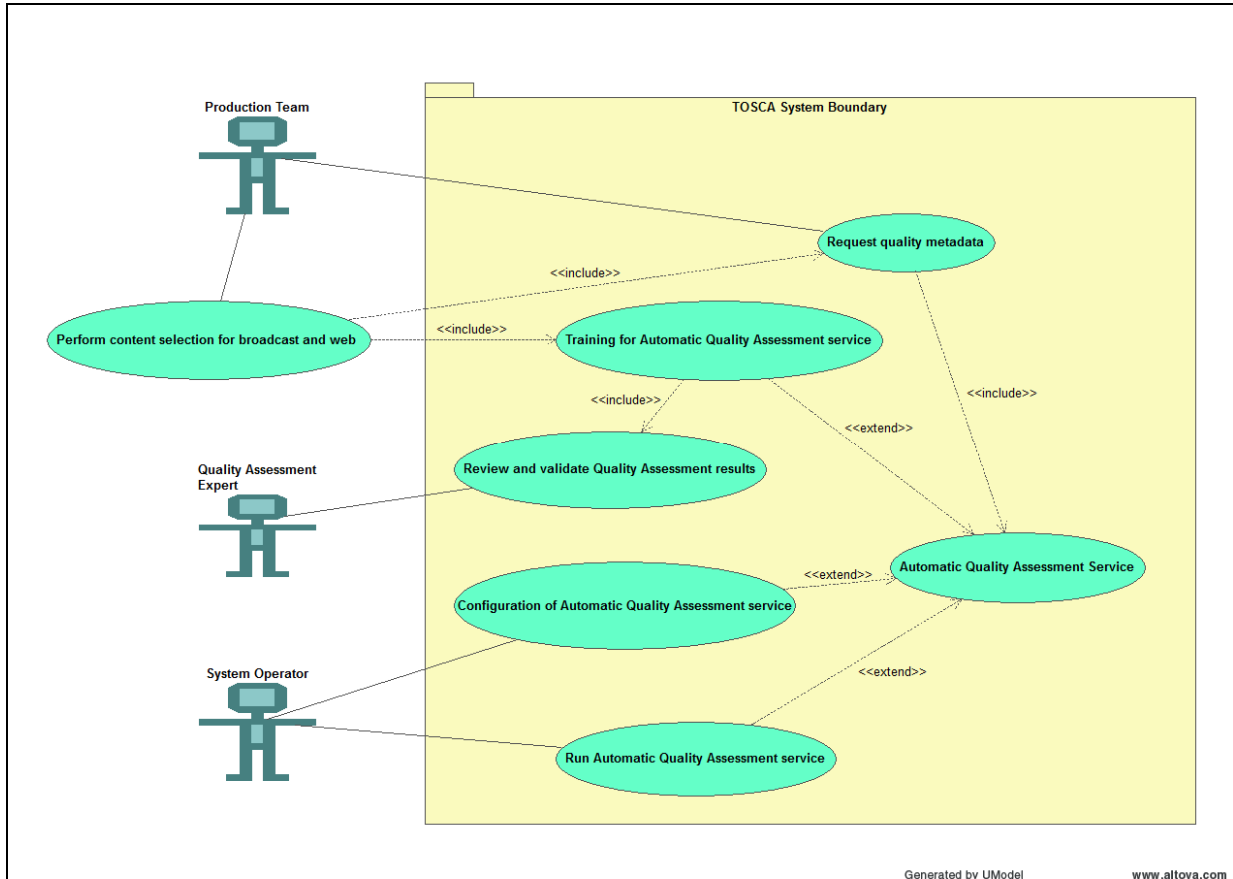 Production Team
TOSCA System Boundary
Request quality metadata
<<include>>
Perform content selection for broadcast and web
<<include>>
Training for Automatic Quality Assessment service
<<include>>
<<include>>
<<extend>>
Review and validate Quality Assessment results
Quality Assessment
Expert
Automatic Quality Assessment Service
<<extend>>
Configuration of Automatic Quality Assessment service
System Operator
<<extend>>
Run Automatic Quality Assessment service
Generated by UModel
www.altova.com